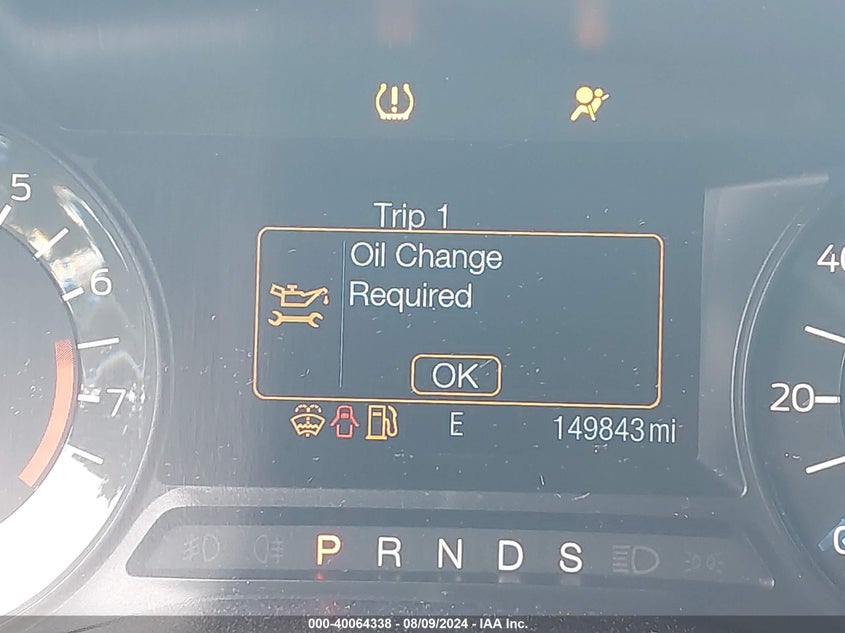 5
Trip 1
Oil Change
6
Required
40
7
OK
20
E 149843 mi
P R N D S
000-40064338 - 08/09/2024 - IAA Inc.